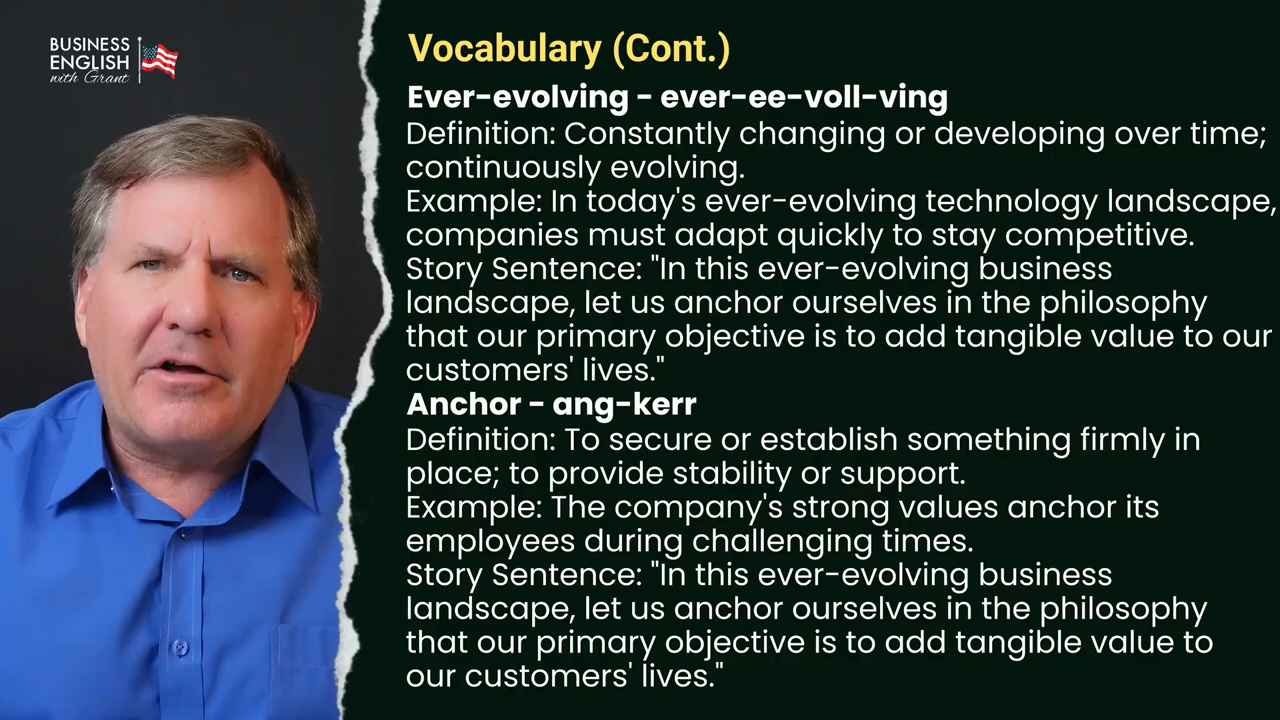 BUSINESS
ENGLISH
with Grant
Vocabulary (Cont.)
Ever-evolving - ever-ee-voll-ving
Definition: Constantly changing or developing over time;
continuously evolving.
Example: In today's ever-evolving technology landscape,
companies must adapt quickly to stay competitive.
Story Sentence: "In this ever-evolving business
landscape, let us anchor ourselves in the philosophy
that our primary objective is to add tangible value to our
customers' lives."
Anchor - ang-kerr
Definition: To secure or establish something firmly in
place; to provide stability or support.
Example: The company's strong values anchor its
employees during challenging times.
Story Sentence: "In this ever-evolving business
landscape, let us anchor ourselves in the philosophy
that our primary objective is to add tangible value to
our customers' lives."